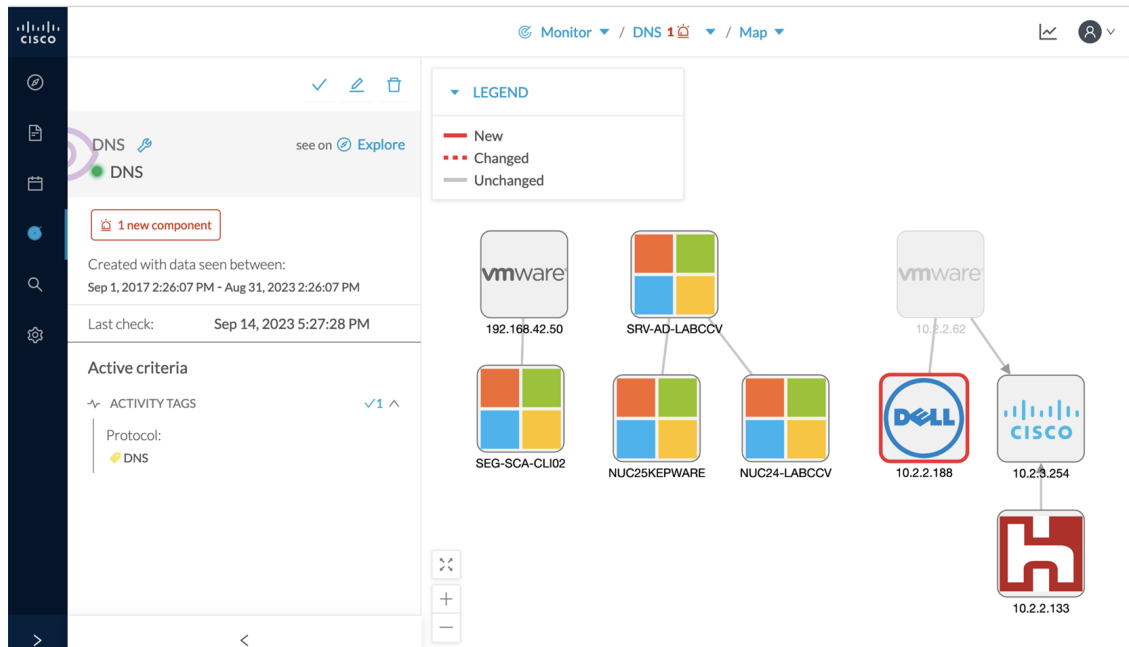 CISCO
Monitor / DNS 1 / Map
DNS
see on Explore
DNS
1 new component
Created with data seen between:
Sep 1, 2017 2:26:07 PM - Aug 31, 2023 2:26:07 PM
Last check: Sep 14, 2023 5:27:28 PM
Active criteria
ACTIVITY TAGS
1
Protocol:
DNS
LEGEND
New
Changed
Unchanged
vmware
192.168.42.50
SRV-AD-LABCCV
vmware
10.2.2.62
SEG-SCA-CLI02
NUC25KEPWARE
NUC24-LABCCV
DELL
10.2.2.188
CISCO
10.2.3.254
h
10.2.2.133